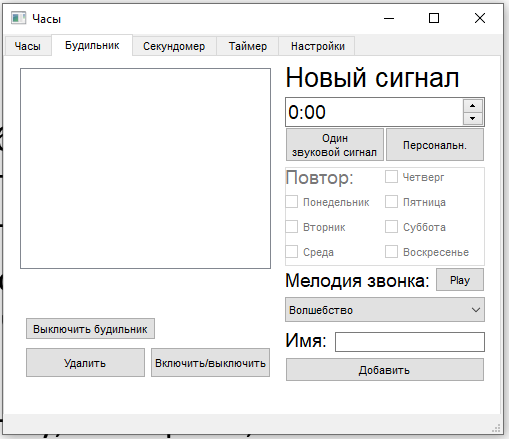 Часы
Часы
Будильник
Секундомер
Таймер
Настройки
Новый сигнал
0:00
Один
звуковой сигнал
Персональн.
Повтор:
Четверг
Понедельник
Пятница
Вторник
Суббота
Среда
Воскресенье
Мелодия звонка:
Play
Волшебство
Выключить будильник
Имя:
Удалить
Включить/выключить
Добавить